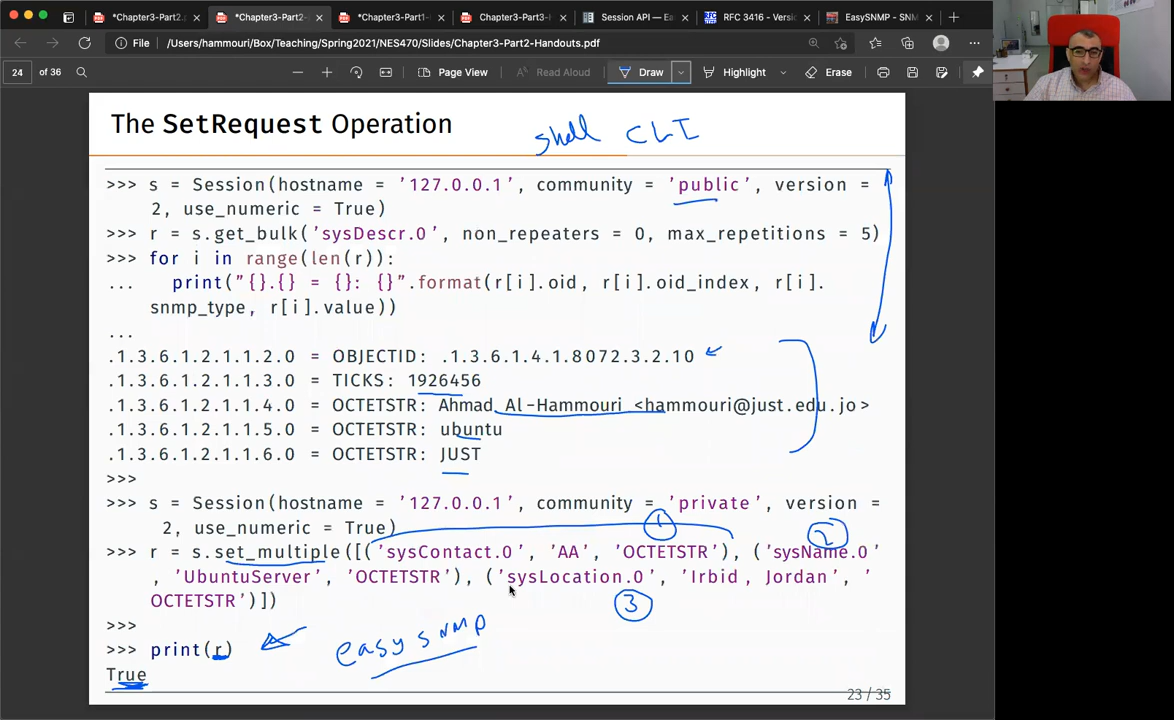 *Chapter3-Part2.
*Chapter3-Part2-
*Chapter3-Part1-
Chapter3-Part3-
Session API — Ea
RFC 3416 - Versio
EasySNMP - SNM
File
/Users/hammouri/Box/Teaching/Spring2021/NES470/Slides/Chapter3-Part2-Handouts.pdf
24 of 36
Page View
Read Aloud
Draw
Highlight
Erase
The SetRequest Operation
shell CLI
>>> s = Session(hostname = '127.0.0.1', community = 'public', version =
2, use_numeric = True)
>>> r = s.get_bulk('sysDescr.0', non_repeaters = 0, max_repetitions = 5)
>>> for i in range(len(r)):
... print("{}.{} = {}: {}".format(r[i].oid, r[i].oid_index, r[i].
snmp_type, r[i].value))
...
.1.3.6.1.2.1.1.2.0 = OBJECTID: .1.3.6.1.4.1.8072.3.2.10
.1.3.6.1.2.1.1.3.0 = TICKS: 1926456
.1.3.6.1.2.1.1.4.0 = OCTETSTR: Ahmad Al-Hammouri <hammouri@just.edu.jo>
.1.3.6.1.2.1.1.5.0 = OCTETSTR: ubuntu
.1.3.6.1.2.1.1.6.0 = OCTETSTR: JUST
>>>
>>> s = Session(hostname = '127.0.0.1', community = 'private', version =
2, use_numeric = True)
1
2
>>> r = s.set_multiple([('sysContact.0', 'AA', 'OCTETSTR'), ('sysName.0'
, 'UbuntuServer', 'OCTETSTR'), ('sysLocation.0', 'Irbid, Jordan', '
OCTETSTR')])
3
>>>
>>> print(r)
easy snmp
True
23 / 35